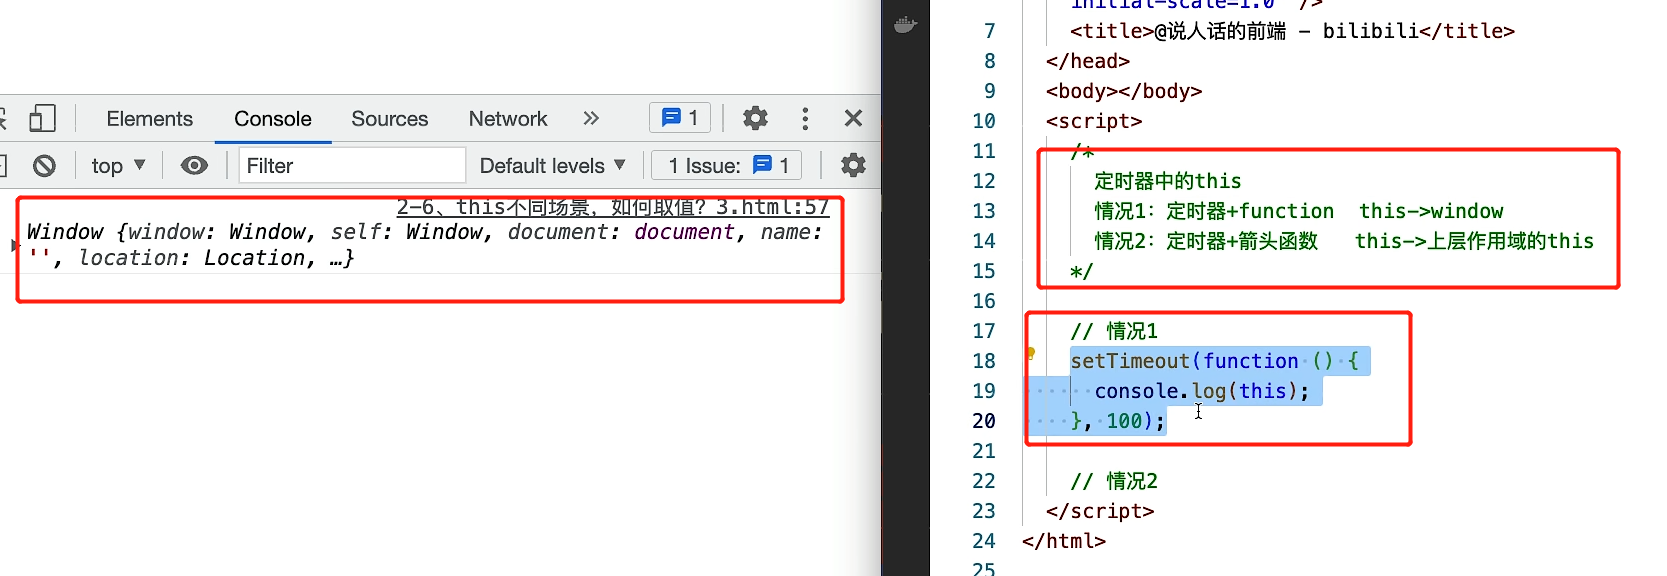 Elements Console Sources Network » 1
top ▼ Filter Default levels ▼ 1 Issue: 1
2-6、this不同场景，如何取值？3.html:57
Window {window: Window, self: Window, document: document, name:
'', location: Location, …}
initial-scale=1.0" />
7 <title>@说人话的前端 - bilibili</title>
8 </head>
9 <body></body>
10 <script>
11 /*
12 定时器中的this
13 情况1：定时器+function this->window
14 情况2：定时器+箭头函数 this->上层作用域的this
15 */
16
17 // 情况1
18 setTimeout(function () {
19 console.log(this);
20 }, 100);
21
22 // 情况2
23 </script>
24 </html>
25